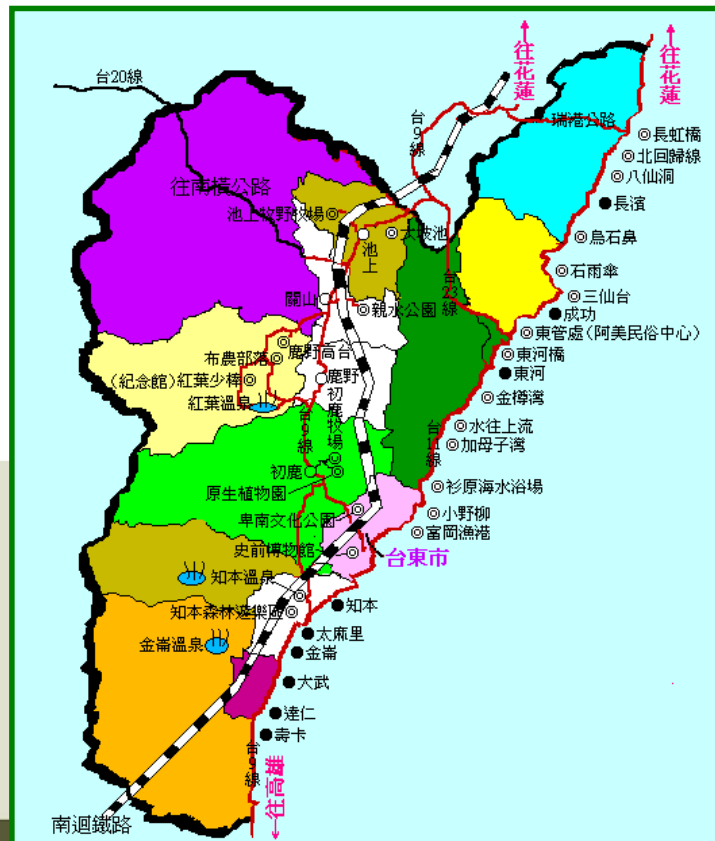 往花蓮
往花蓮
台20線
台9線
瑞港公路
長虹橋
北回歸線
八仙洞
長濱
烏石鼻
往南橫公路
池上牧野牧場
池上
大坡池
台23線
石雨傘
三仙台
成功
關山
親水公園
東管處(阿美民俗中心)
東河橋
東河
鹿野高台
布農部落
(紀念館)紅葉少棒
鹿野
紅葉溫泉
金樽灣
初鹿牧場
台9線
台11線
水往上流
加母子灣
初鹿
原生植物園
杉原海水浴場
卑南文化公園
小野柳
富岡漁港
史前博物館
台東市
知本溫泉
知本森林遊樂區
知本
太麻里
金崙溫泉
金崙
大武
達仁
壽卡
台9線
往高雄
南迴鐵路